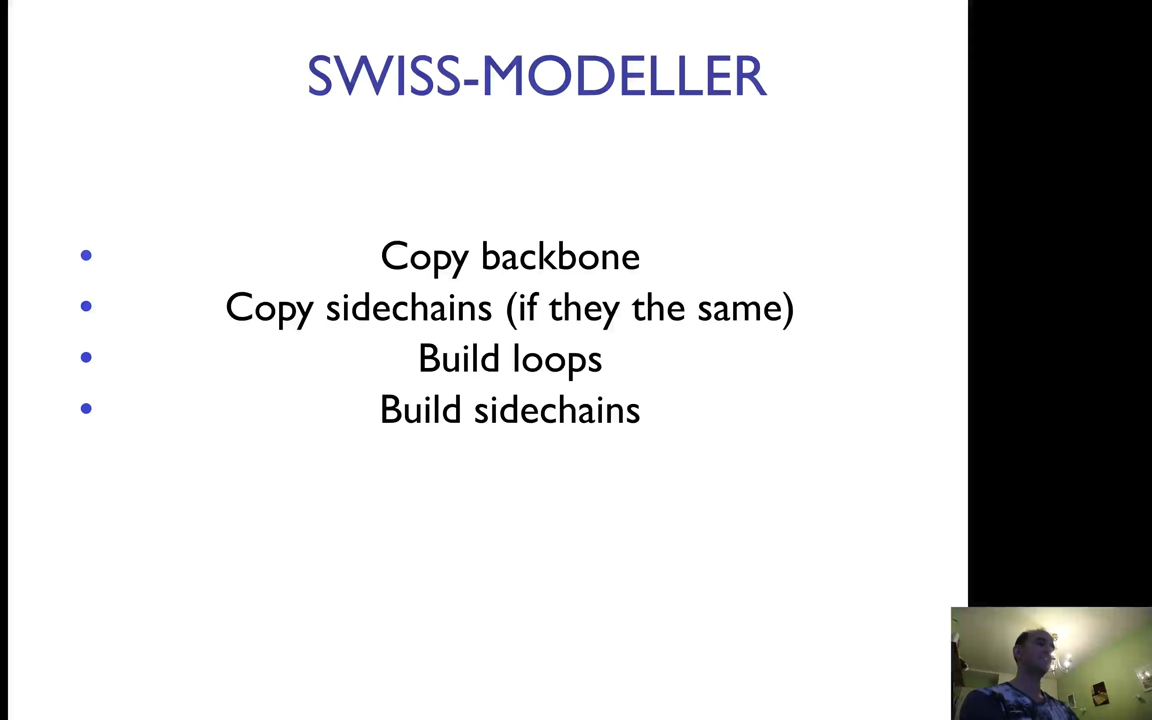 SWISS-MODELLER
• Copy backbone
• Copy sidechains (if they the same)
• Build loops
• Build sidechains